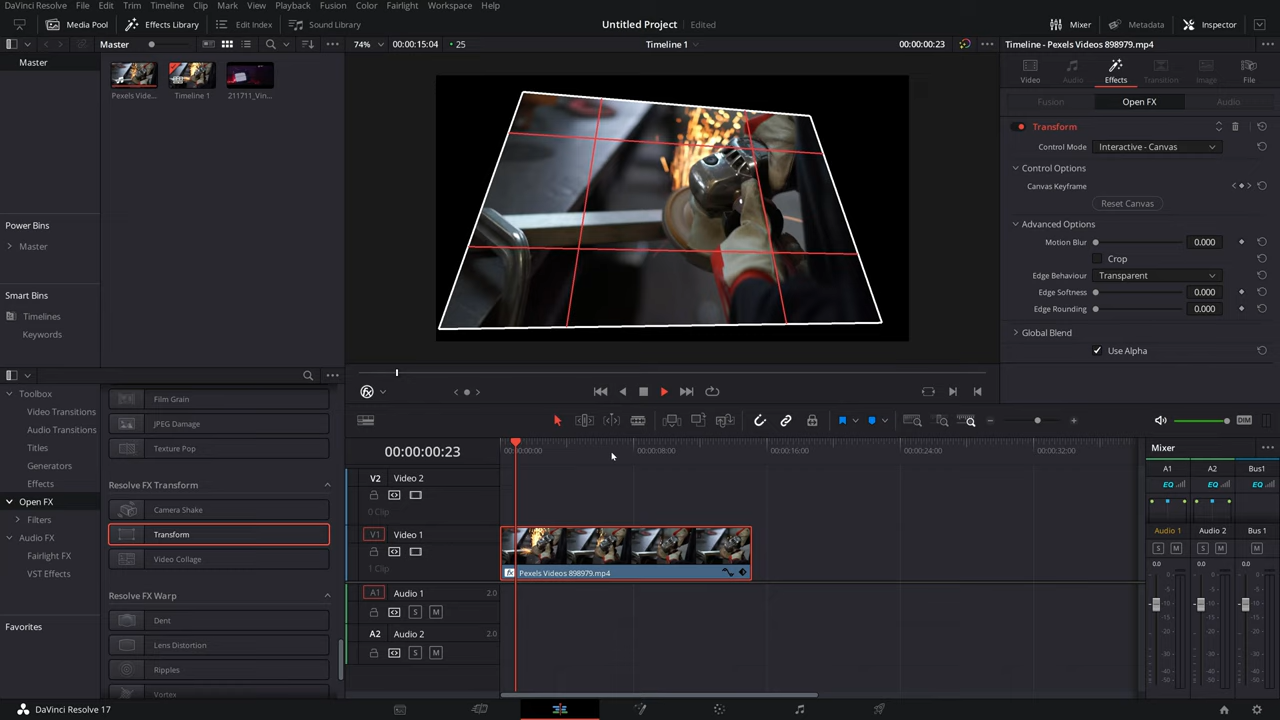 DaVinci Resolve File Edit Trim Timeline Clip Mark View Playback Fusion Color Fairlight Workspace Help
Media Pool Effects Library Edit Index Sound Library Untitled Project Edited Mixer Metadata Inspector
Master 74% 00:00:15:04 25 Timeline 1 00:00:00:23 Timeline - Pexels Videos 898979.mp4
Master
Pexels Vide... Timeline 1 211711_Vin...
Power Bins
Master
Smart Bins
Timelines
Keywords
Video Audio Effects Transition Image File
Fusion Open FX Audio
Transform
Control Mode Interactive - Canvas
Control Options
Canvas Keyframe
Reset Canvas
Advanced Options
Motion Blur 0.000
Crop
Edge Behaviour Transparent
Edge Softness 0.000
Edge Rounding 0.000
Global Blend
Use Alpha
Toolbox
Video Transitions
Audio Transitions
Titles
Generators
Effects
Open FX
Filters
Audio FX
Fairlight FX
VST Effects
Favorites
Film Grain
JPEG Damage
Texture Pop
Resolve FX Transform
Camera Shake
Transform
Video Collage
Resolve FX Warp
Dent
Lens Distortion
Ripples
Vortex
DIM
00:00:00:23 00:00:00:00 00:00:08:00 00:00:16:00 00:00:24:00 00:00:32:00
V2 Video 2
0 Clip
V1 Video 1
1 Clip
fx Pexels Videos 898979.mp4
A1 Audio 1 2.0
S M
A2 Audio 2 2.0
S M
Mixer
A1 A2 Bus1
EQ EQ EQ
Audio 1 Audio 2 Bus 1
S M S M M
0.0 0.0 0.0
DaVinci Resolve 17